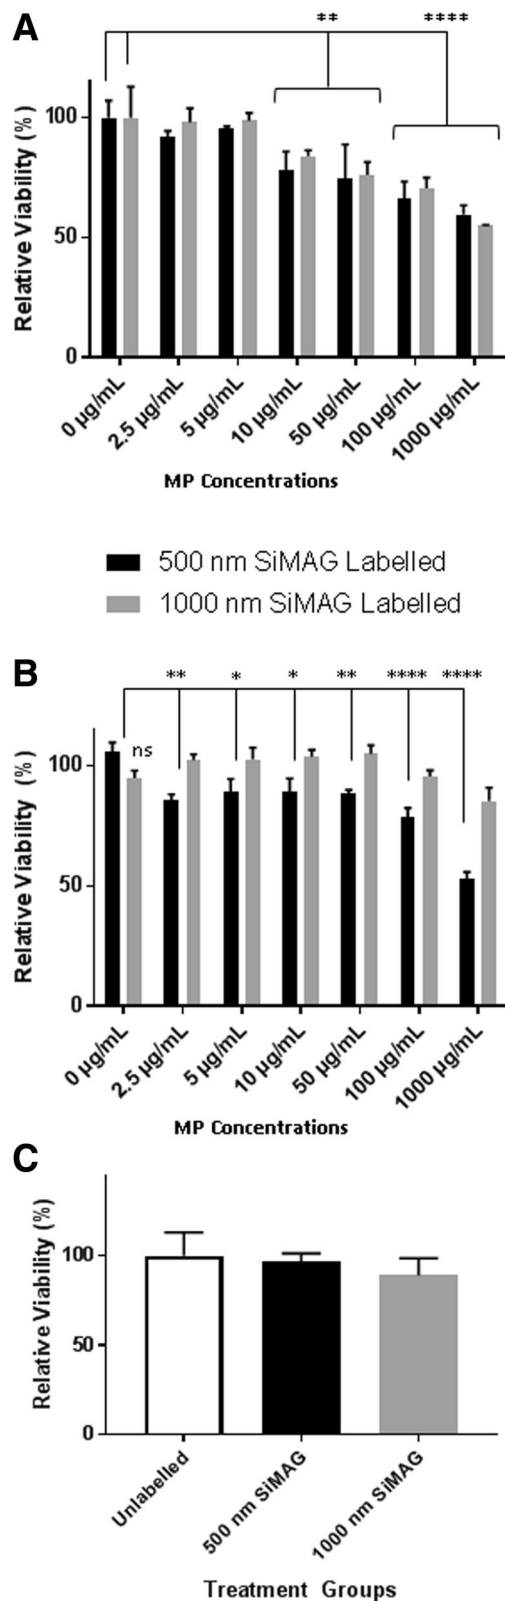 A
** ****
Relative Viability (%)
100
50
0
0 µg/mL
2.5 µg/mL
5 µg/mL
10 µg/mL
50 µg/mL
100 µg/mL
1000 µg/mL
MP Concentrations
500 nm SiMAG Labelled
1000 nm SiMAG Labelled
B
** * * ** **** ****
ns
Relative Viability (%)
100
50
0
0 µg/mL
2.5 µg/mL
5 µg/mL
10 µg/mL
50 µg/mL
100 µg/mL
1000 µg/mL
MP Concentrations
C
Relative Viability (%)
100
50
0
Unlabelled
500 nm SiMAG
1000 nm SiMAG
Treatment Groups